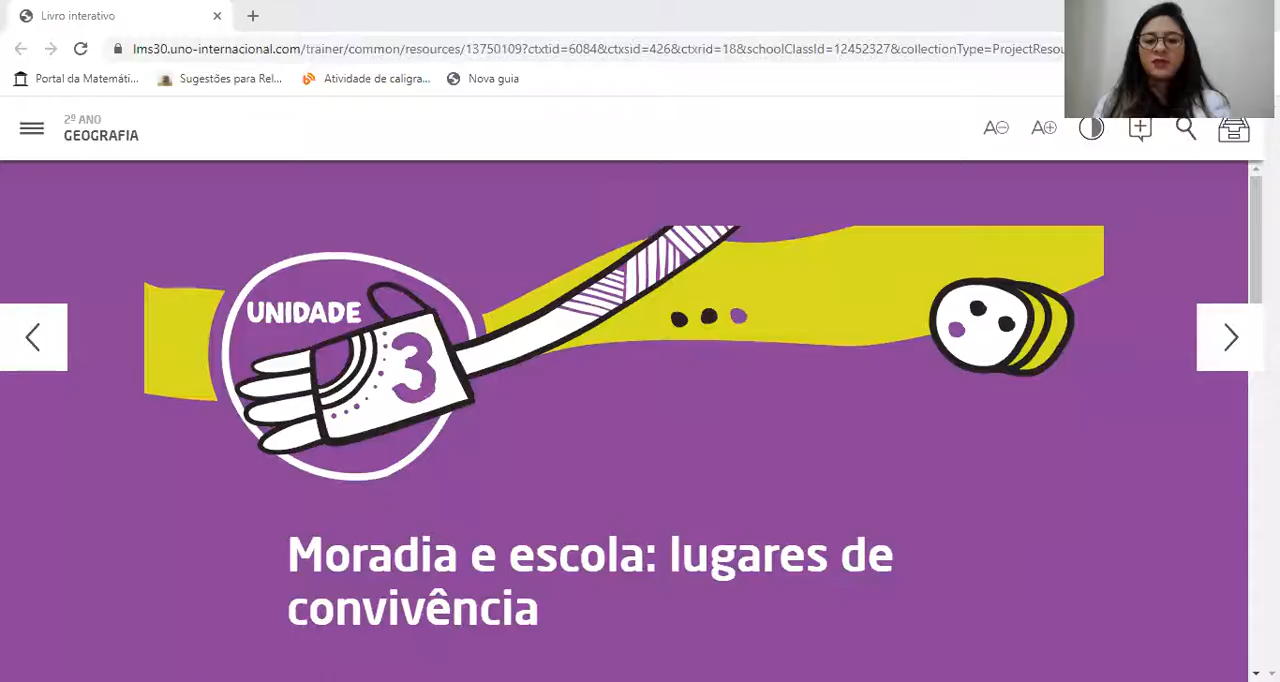 Livro interativo
lms30.uno-internacional.com/trainer/common/resources/13750109?ctxtid=6084&ctxsid=426&ctxrid=18&schoolClassId=12452327&collectionType=ProjectResou
Portal da Matemáti... Sugestões para Rel... Atividade de caligra... Nova guia
2º ANO
GEOGRAFIA
A A
UNIDADE
3
Moradia e escola: lugares de
convivência